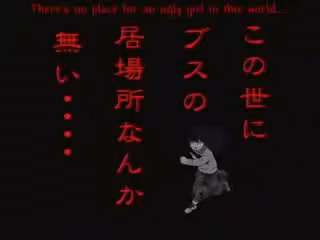 There's no place for an ugly girl in this world...
この世に
ブスの
居場所なんか
無い・・・・